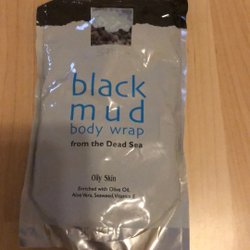 black
mud
body wrap
from the Dead Sea
Oily Skin
Enriched with Olive Oil,
Aloe Vera, Seaweed, Vitamin E